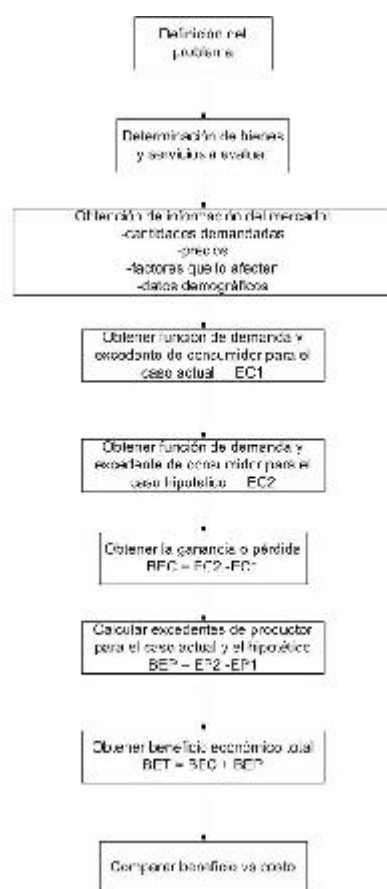 Definición del
problema
Determinación de bienes
y servicios a evaluar
Obtención de información del mercado:
-cantidades demandadas
-precios
-factores que lo afectan
-datos demográficos
Obtener función de demanda y
excedente de consumidor para el
caso actual EC1
Obtener función de demanda y
excedente de consumidor para el
caso hipotético EC2
Obtener la ganancia o pérdida
BEC = EC2 -EC1
Calcular excedentes de productor
para el caso actual y el hipotético
BEP = EP2 -EP1
Obtener beneficio económico total
BET = BEC + BEP
Comparar beneficio vs costo